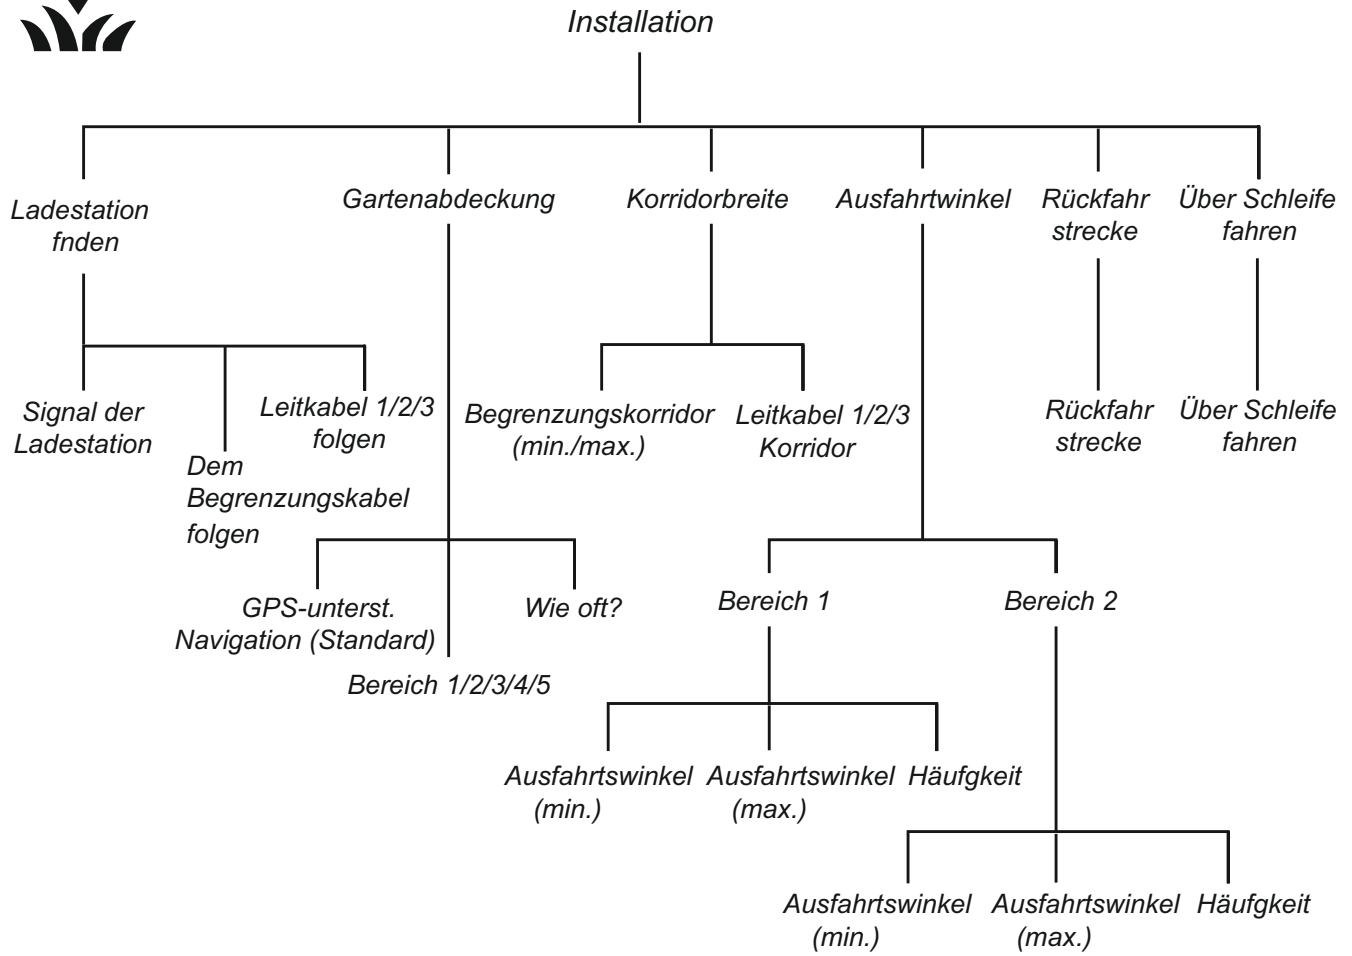 Installation
Ladestation
fnden
Gartenabdeckung
Korridorbreite
Ausfahrtwinkel
Rückfahr
strecke
Über Schleife
fahren
Signal der
Ladestation
Dem
Begrenzungskabel
folgen
Leitkabel 1/2/3
folgen
Begrenzungskorridor
(min./max.)
Leitkabel 1/2/3
Korridor
Rückfahr
strecke
Über Schleife
fahren
GPS-unterst.
Navigation (Standard)
Bereich 1/2/3/4/5
Wie oft?
Bereich 1
Bereich 2
Ausfahrtswinkel
(min.)
Ausfahrtswinkel
(max.)
Häufgkeit
Ausfahrtswinkel
(min.)
Ausfahrtswinkel
(max.)
Häufgkeit